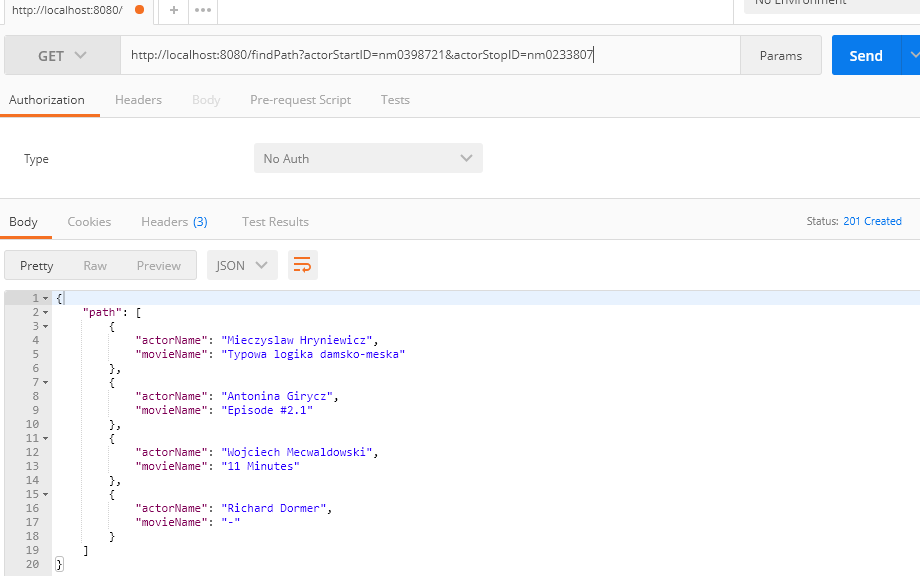 http://localhost:8080/
No Environment
GET http://localhost:8080/findPath?actorStartID=nm0398721&actorStopID=nm0233807 Params Send
Authorization Headers Body Pre-request Script Tests
Type No Auth
Body Cookies Headers (3) Test Results Status: 201 Created
Pretty Raw Preview JSON
1 {
2 "path": [
3 {
4 "actorName": "Mieczyslaw Hryniewicz",
5 "movieName": "Typowa logika damsko-meska"
6 },
7 {
8 "actorName": "Antonina Girycz",
9 "movieName": "Episode #2.1"
10 },
11 {
12 "actorName": "Wojciech Mecwaldowski",
13 "movieName": "11 Minutes"
14 },
15 {
16 "actorName": "Richard Dormer",
17 "movieName": "-"
18 }
19 ]
20 }